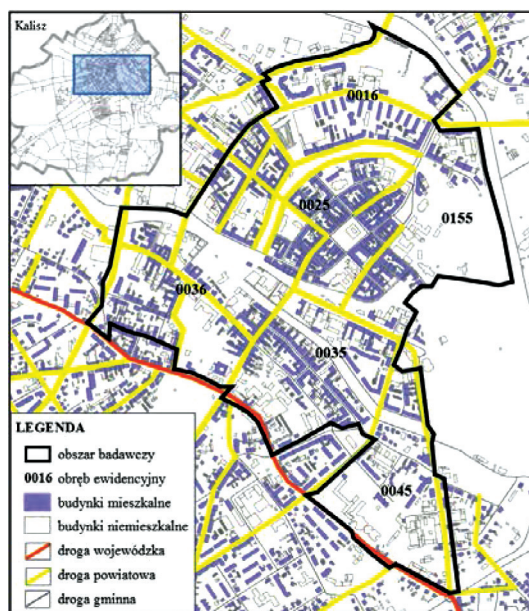 Kalisz
0016
0025
0155
0036
0035
0045
LEGENDA
obszar badawczy
0016 obręb ewidencyjny
budynki mieszkalne
budynki niemieszkalne
droga wojewódzka
droga powiatowa
droga gminna